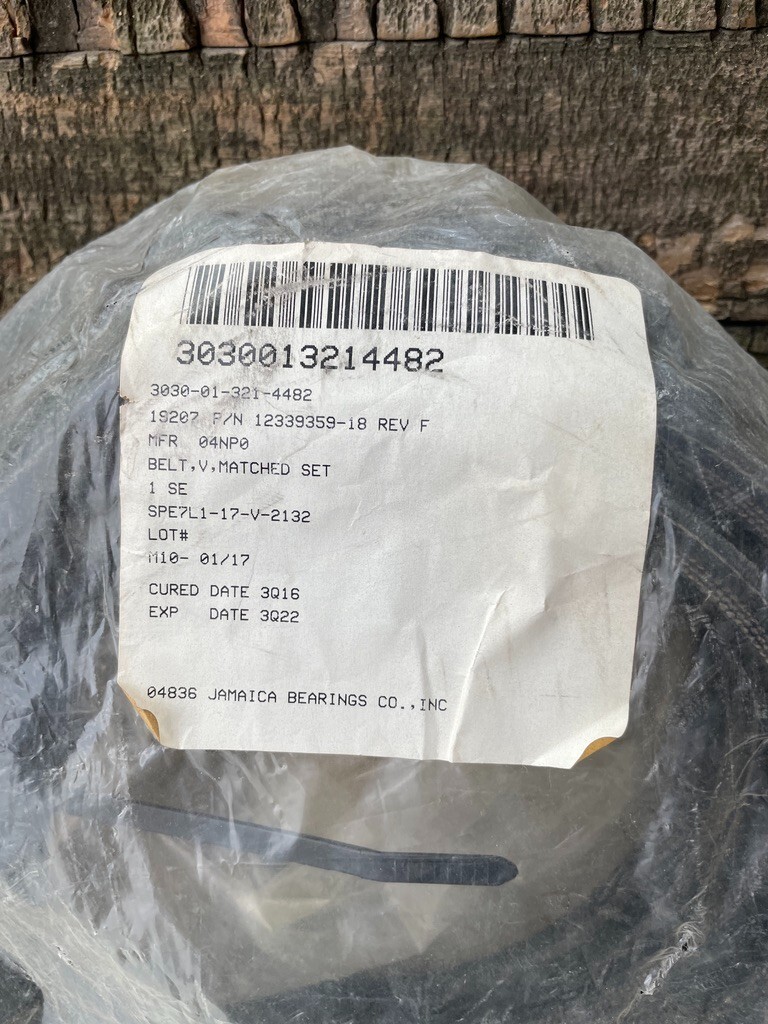 3030013214482
3030-01-321-4482
19207 P/N 12339359-18 REV F
MFR 04NP0
BELT,V,MATCHED SET
1 SE
SPE7L1-17-V-2132
LOT#
M10- 01/17
CURED DATE 3Q16
EXP DATE 3Q22
04836 JAMAICA BEARINGS CO.,INC